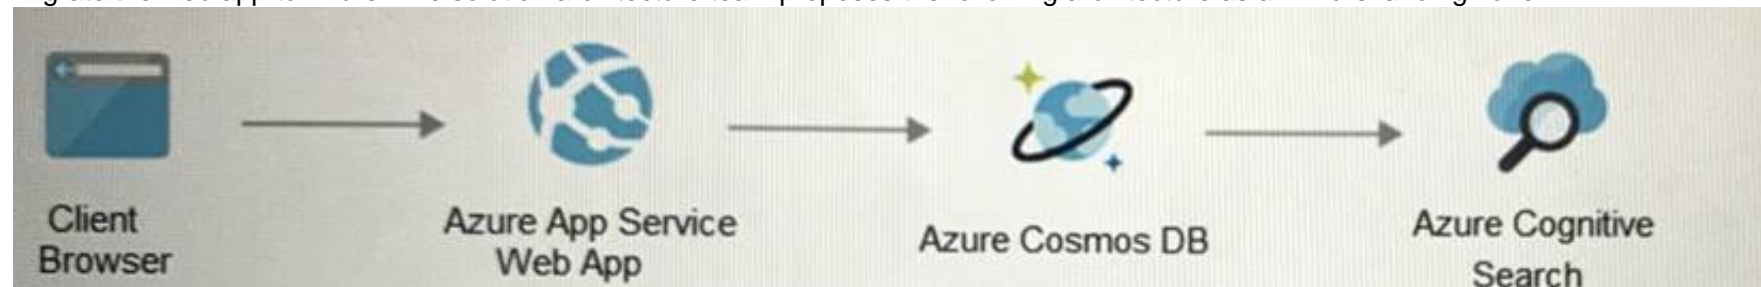 Client
Browser
Azure App Service
Web App
Azure Cosmos DB
Azure Cognitive
Search